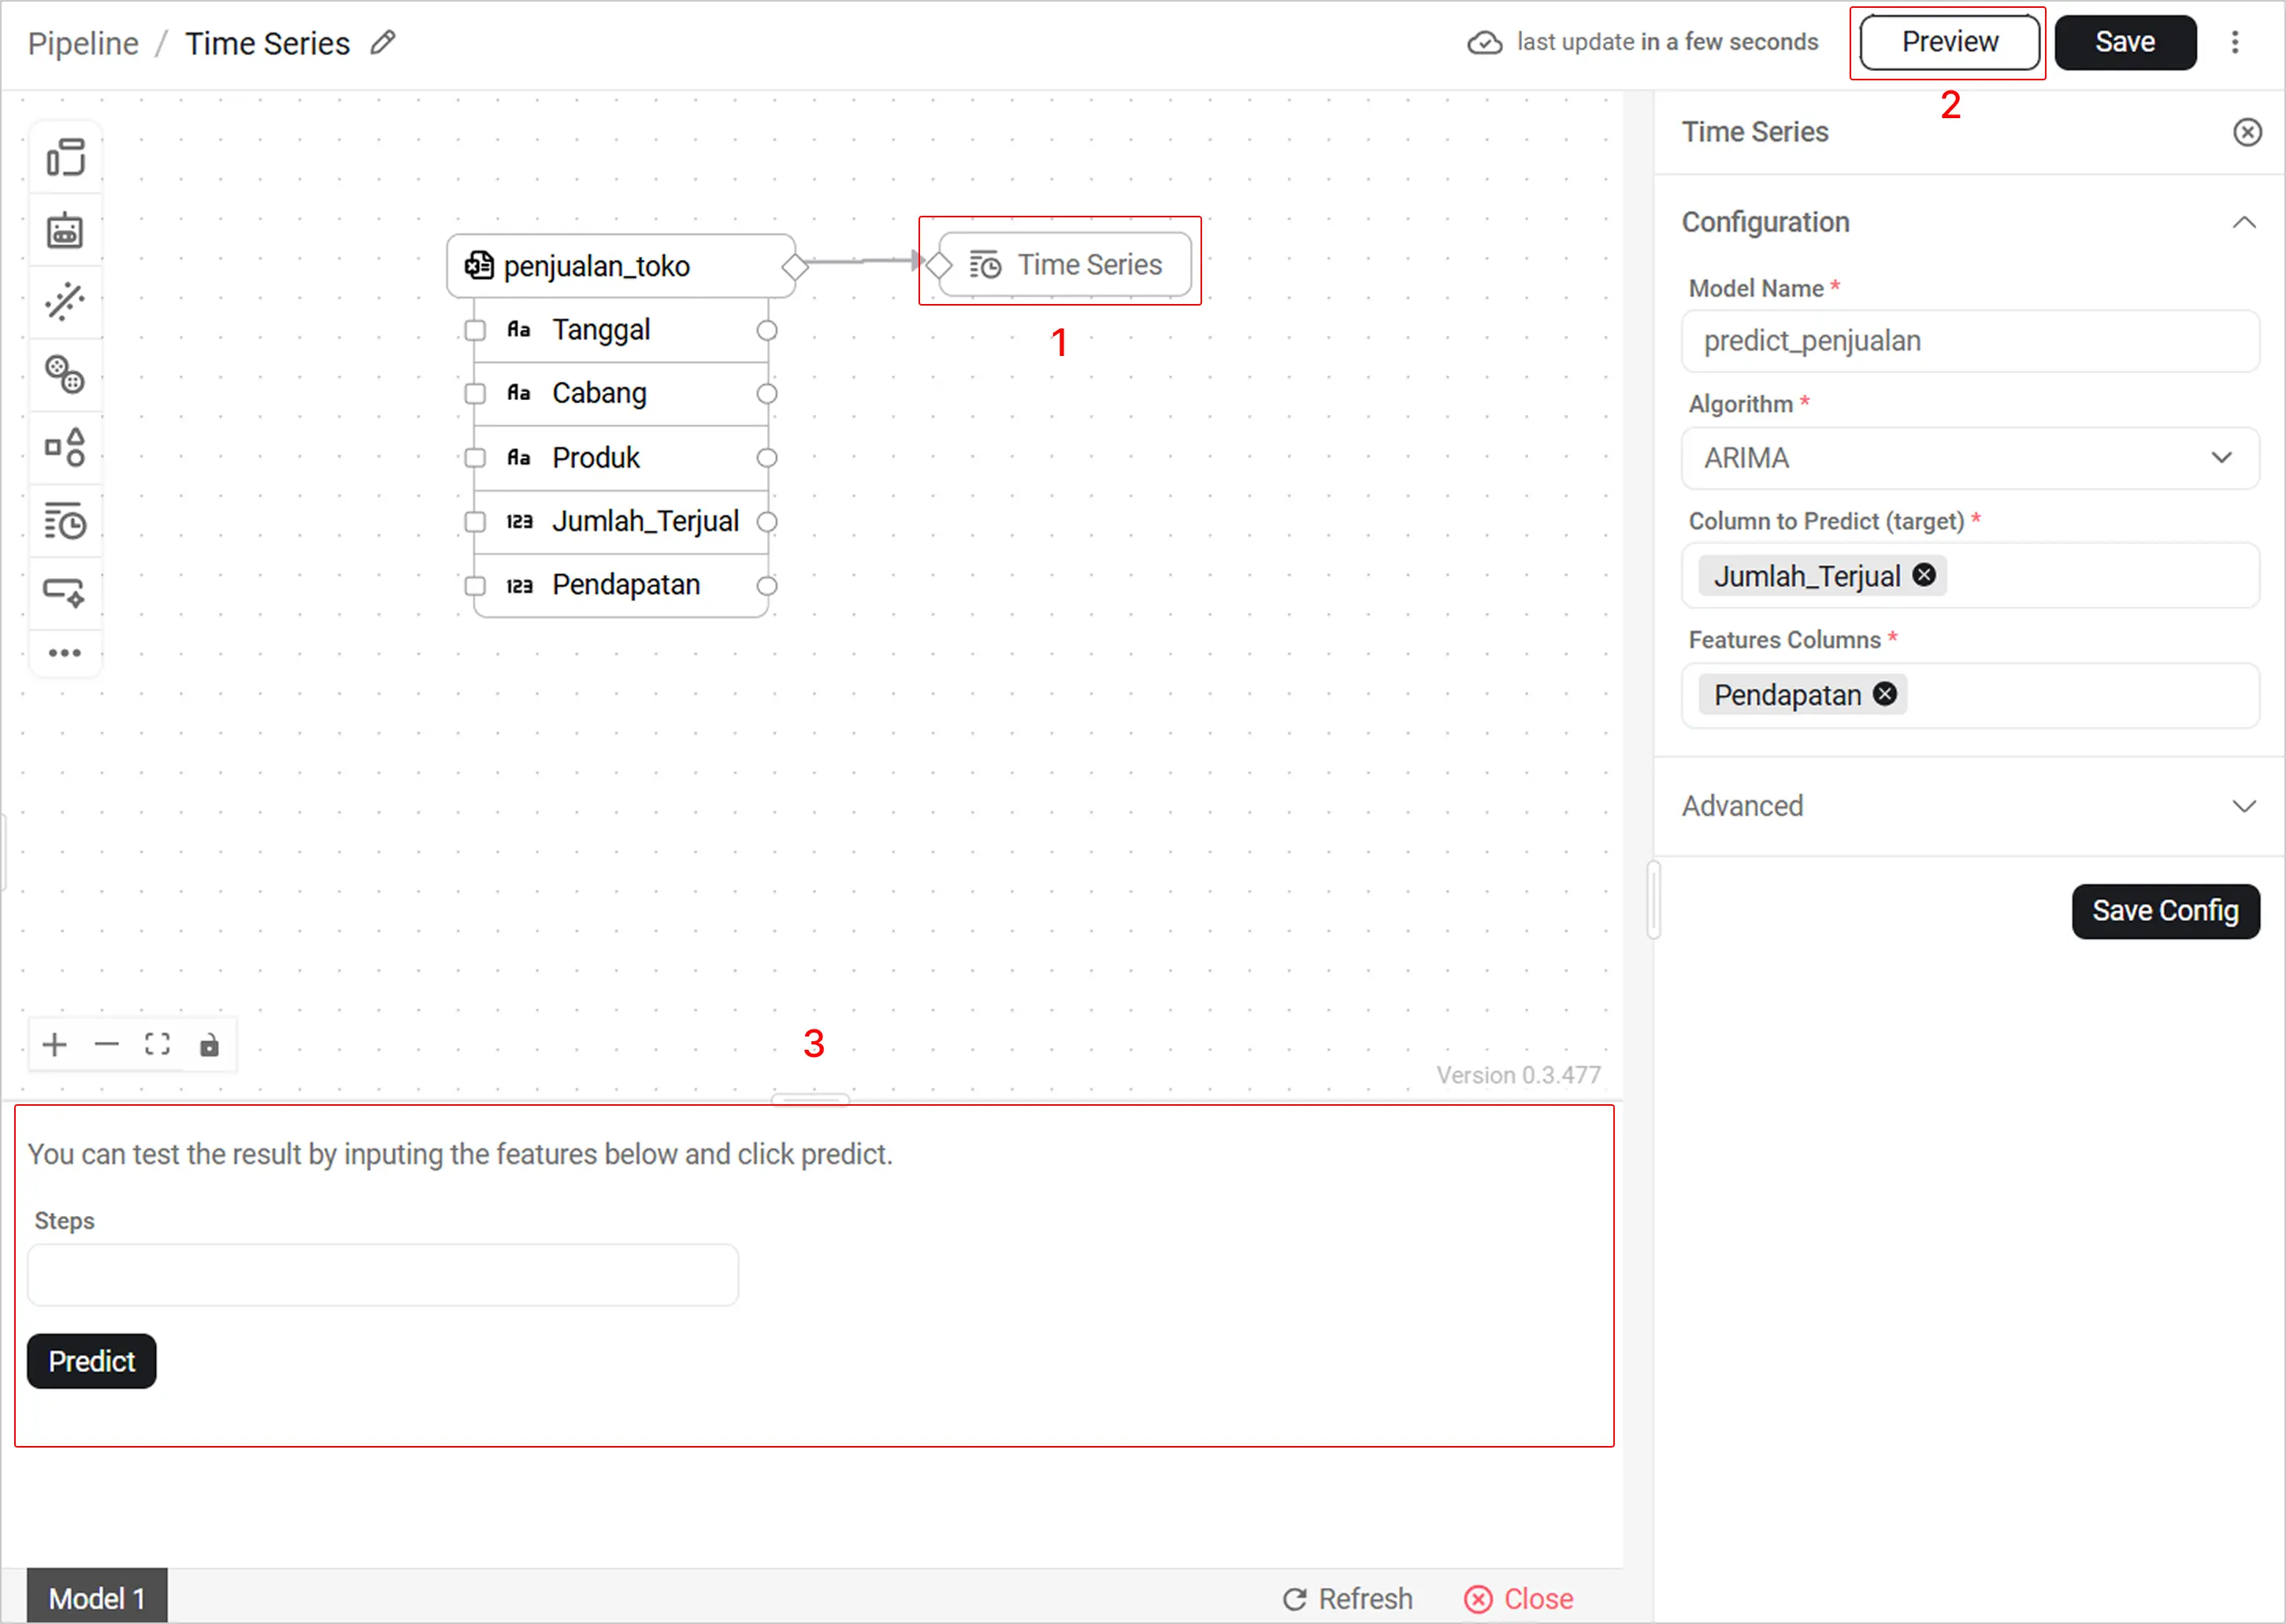 Pipeline / Time Series
last update in a few seconds
Preview
Save
2
Time Series
Configuration
Model Name *
predict_penjualan
Algorithm *
ARIMA
Column to Predict (target) *
Jumlah_Terjual
Features Columns *
Pendapatan
Advanced
Save Config
penjualan_toko
Aa Tanggal
Aa Cabang
Aa Produk
123 Jumlah_Terjual
123 Pendapatan
Time Series
1
3
Version 0.3.477
You can test the result by inputing the features below and click predict.
Steps
Predict
Model 1
Refresh
Close